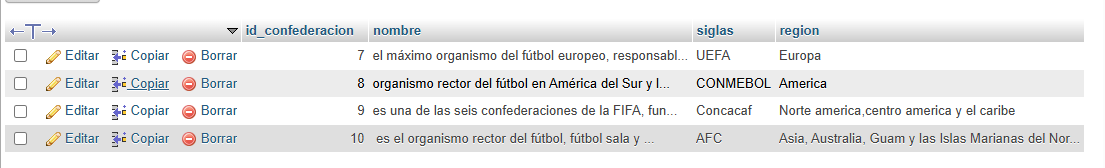 id_confederacion nombre siglas region
Editar Copiar Borrar 7 el máximo organismo del fútbol europeo, responsabl... UEFA Europa
Editar Copiar Borrar 8 organismo rector del fútbol en América del Sur y l... CONMEBOL America
Editar Copiar Borrar 9 es una de las seis confederaciones de la FIFA, fun... Concacaf Norte america,centro america y el caribe
Editar Copiar Borrar 10 es el organismo rector del fútbol, fútbol sala y ... AFC Asia, Australia, Guam y las Islas Marianas del Nor...